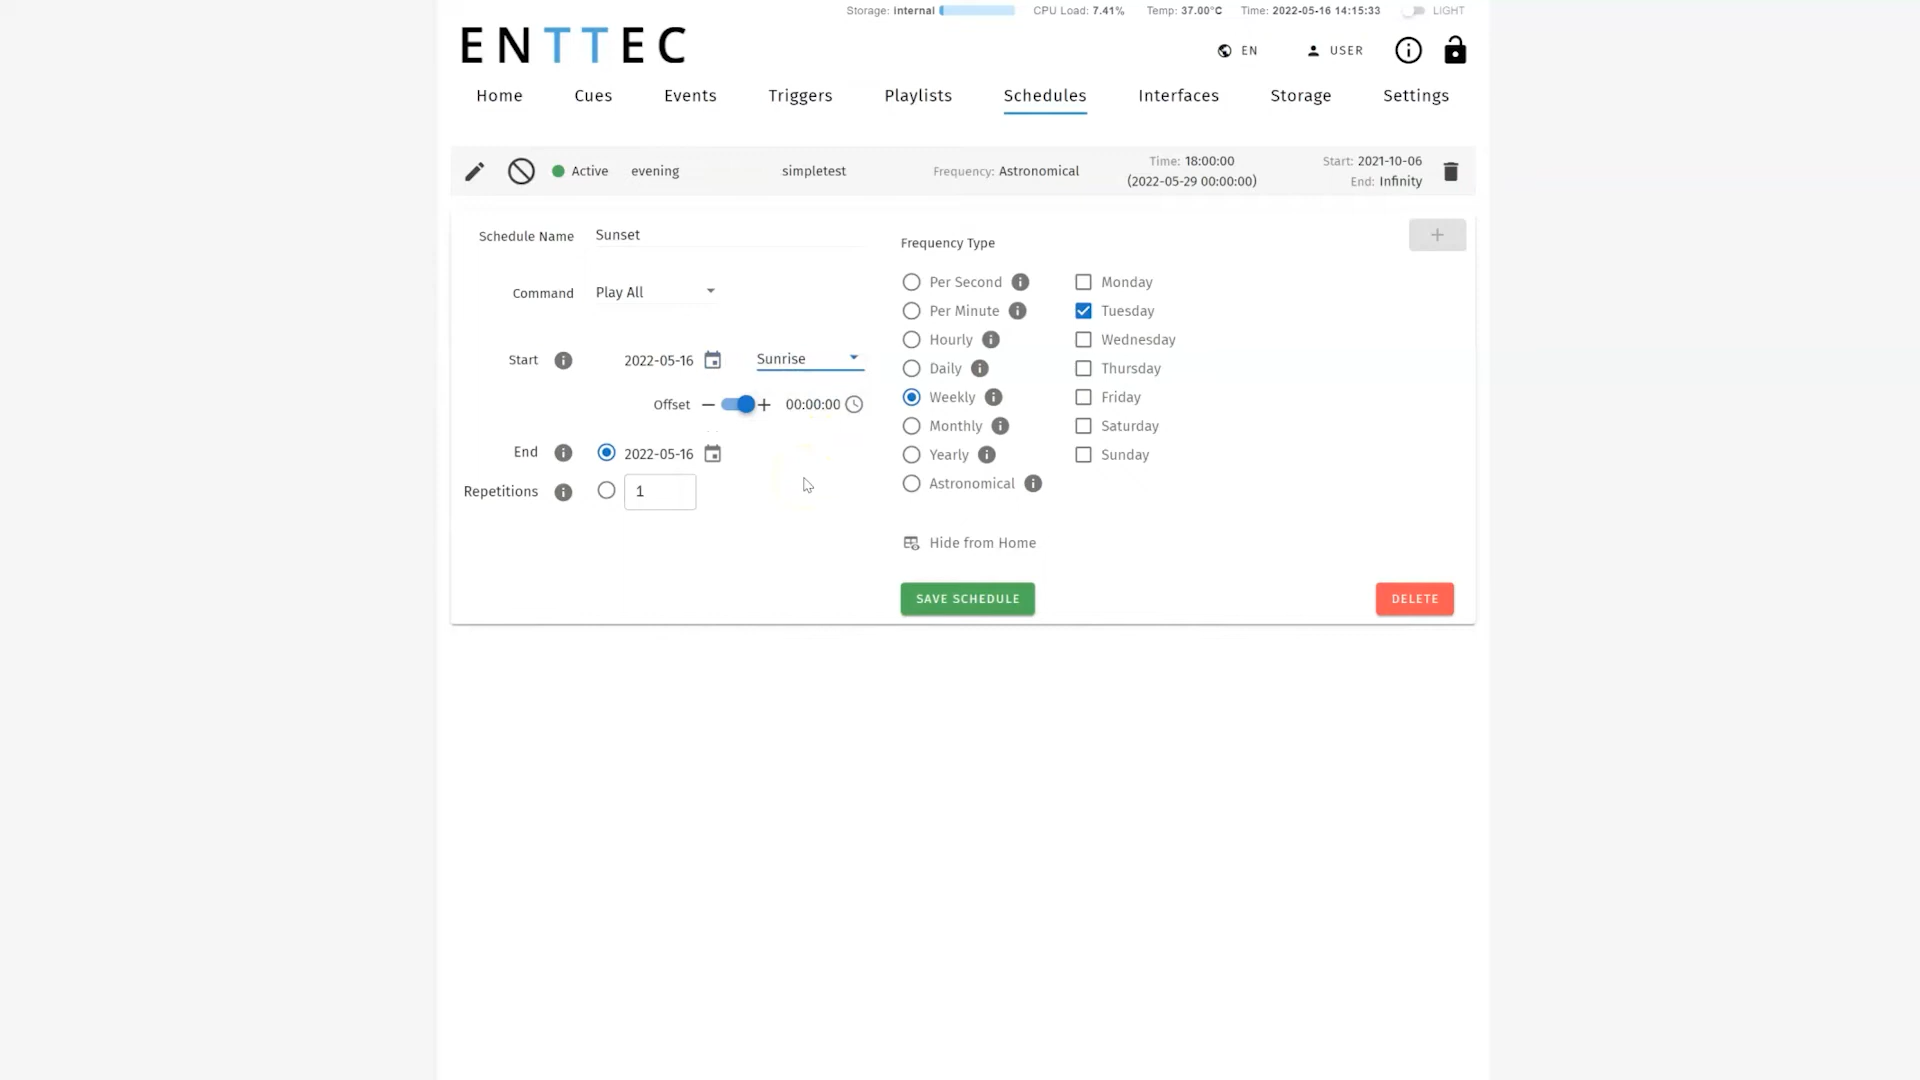 Storage: internal CPU Load: 7.41% Temp: 37.00°C Time: 2022-05-16 14:15:33 LIGHT
ENTTEC
EN USER
Home Cues Events Triggers Playlists Schedules Interfaces Storage Settings
Active evening simpletest Frequency: Astronomical Time: 18:00:00 Start: 2021-10-06
(2022-05-29 00:00:00) End: Infinity
Schedule Name Sunset
Frequency Type
+
Per Second Monday
Command Play All
Per Minute Tuesday
Hourly Wednesday
Start 2022-05-16 Sunrise
Daily Thursday
Offset − + 00:00:00
Weekly Friday
Monthly Saturday
End 2022-05-16
Yearly Sunday
Repetitions 1
Astronomical
Hide from Home
SAVE SCHEDULE DELETE